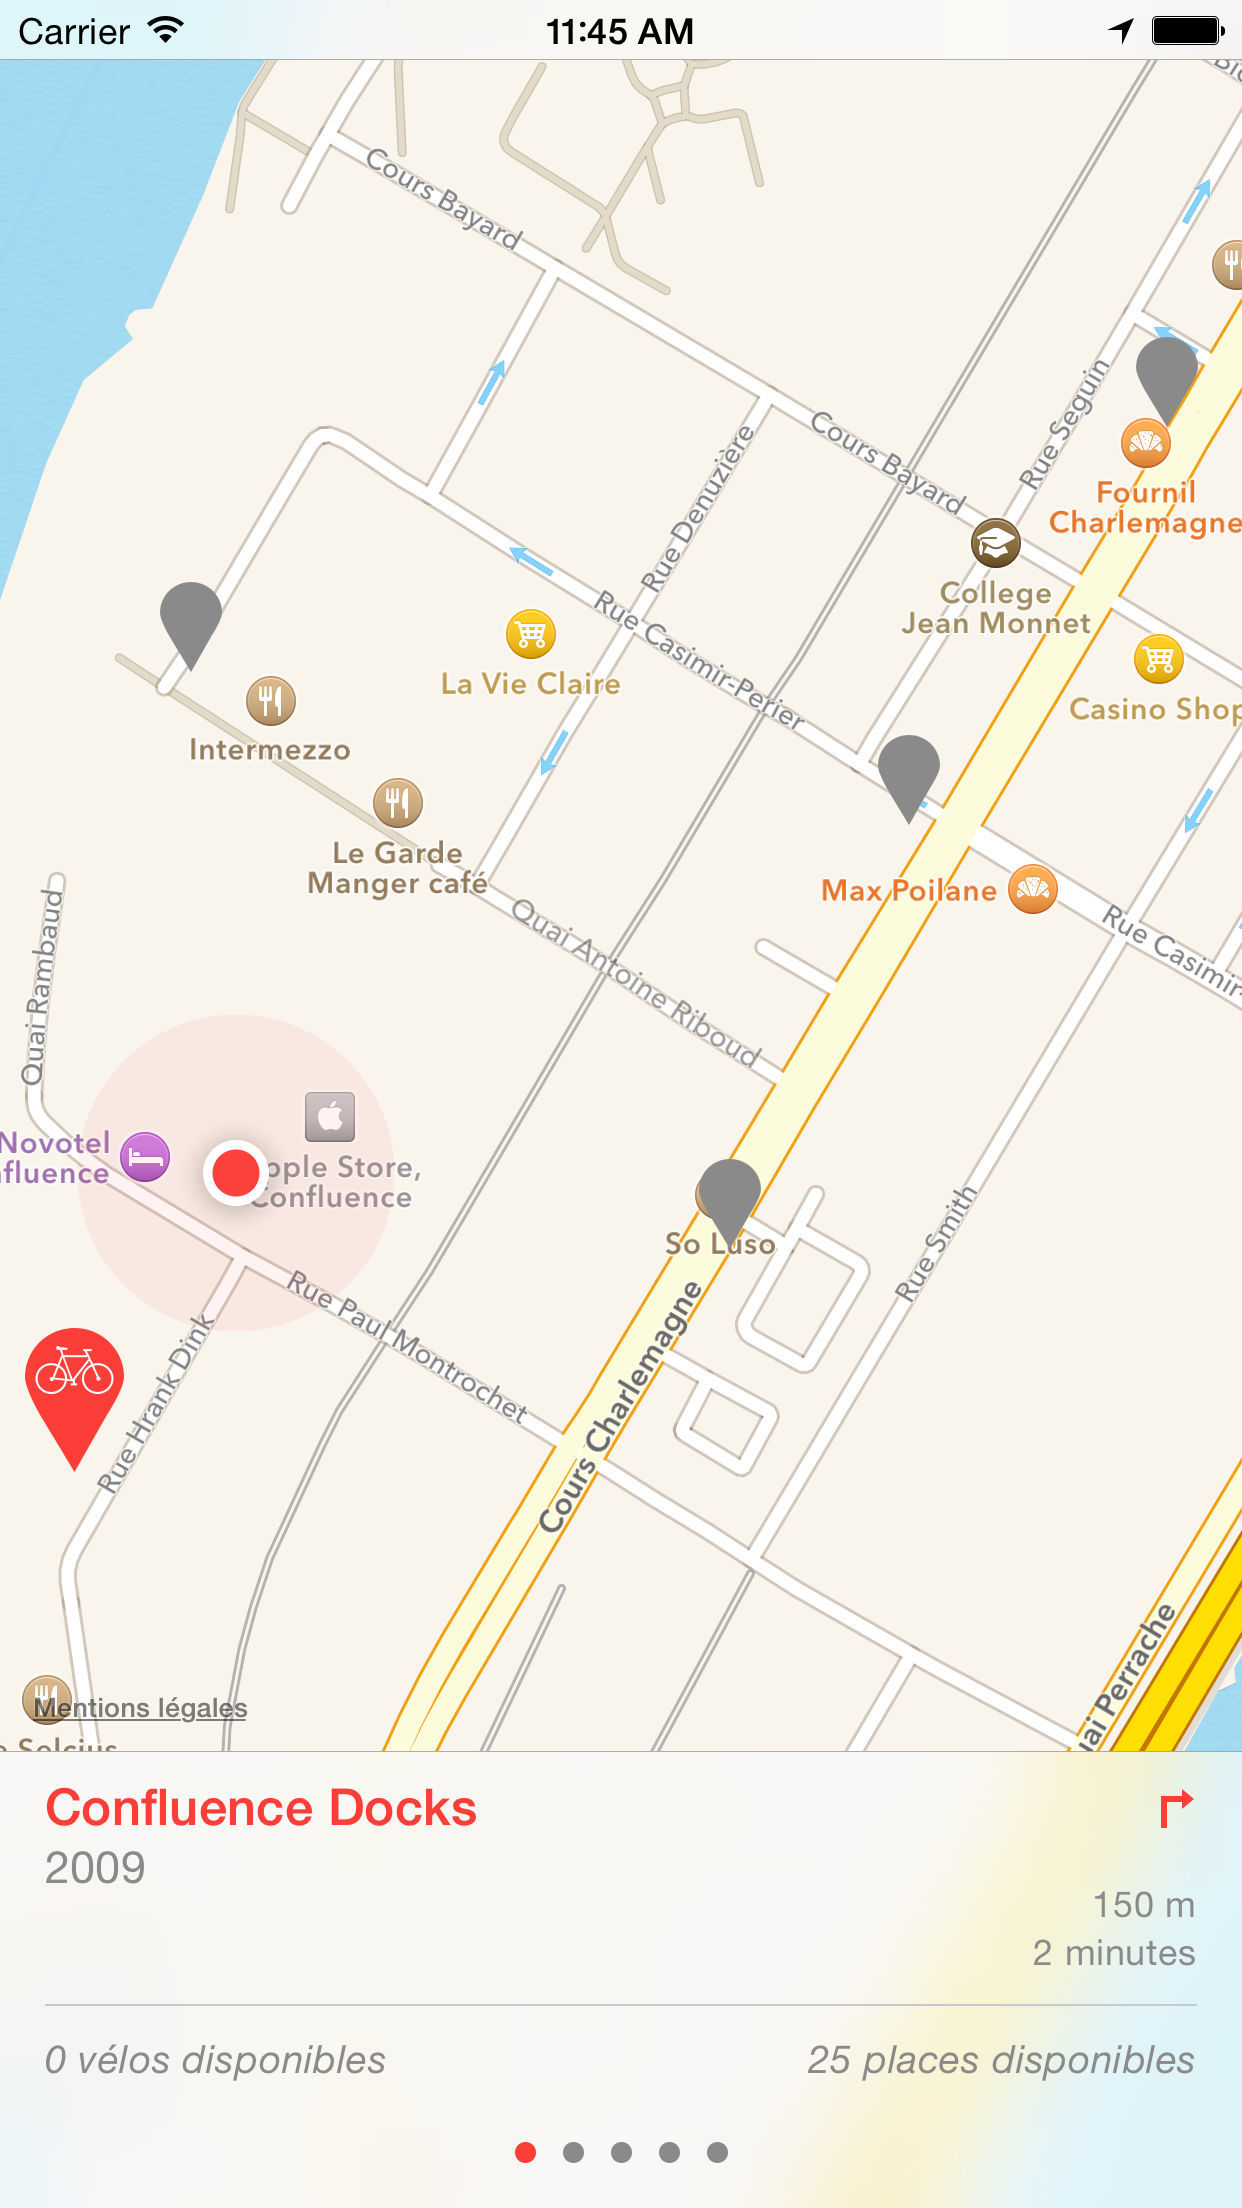 Carrier
11:45 AM
Cours Bayard
Rue Seguin
Rue Denuzière
Cours Bayard
Fournil
Charlemagne
College
Jean Monnet
Rue Casimir-Perier
La Vie Claire
Casino Shop
Intermezzo
Le Garde
Manger café
Max Poilane
Quai Rambaud
Quai Antoine Riboud
Rue Casimir-
Novotel
nfluence
pple Store,
Confluence
Rue Smith
So Luso
Rue Paul Montrochet
Rue Hrank Dink
Cours Charlemagne
uai Perrache
Mentions légales
Selcius
Confluence Docks
2009
150 m
2 minutes
0 vélos disponibles
25 places disponibles